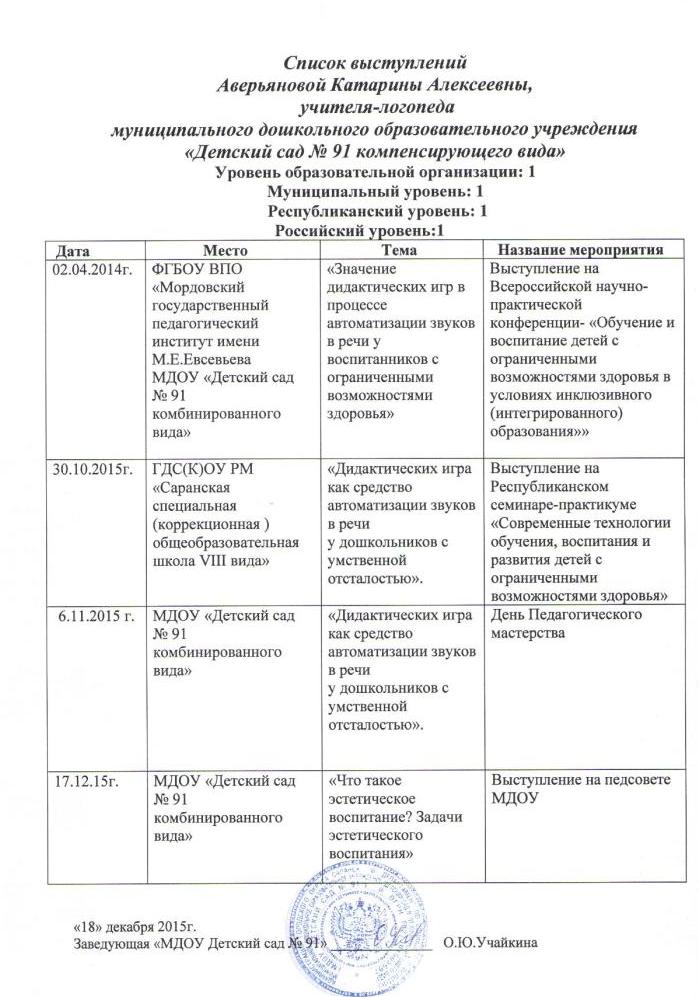 Список выступлений
Аверьяновой Катарины Алексеевны,
учителя-логопеда
муниципального дошкольного образовательного учреждения
«Детский сад № 91 компенсирующего вида»
Уровень образовательной организации: 1
Муниципальный уровень: 1
Республиканский уровень: 1
Российский уровень:1
Дата Место Тема Название мероприятия
02.04.2014г.
ФГБОУ ВПО
«Мордовский
государственный
педагогический
институт имени
М.Е.Евсевьева
МДОУ «Детский сад
№ 91
комбинированного
вида»
«Значение
дидактических игр в
процессе
автоматизации звуков
в речи у
воспитанников с
ограниченными
возможностями
здоровья»
Выступление на
Всероссийской научно-
практической
конференции- «Обучение и
воспитание детей с
ограниченными
возможностями здоровья в
условиях инклюзивного
(интегрированного)
образования»»
30.10.2015г.
ГДС(К)ОУ РМ
«Саранская
специальная
(коррекционная )
общеобразовательная
школа VIII вида»
«Дидактических игра
как средство
автоматизации звуков
в речи
у дошкольников с
умственной
отсталостью».
Выступление на
Республиканском
семинаре-практикуме
«Современные технологии
обучения, воспитания и
развития детей с
ограниченными
возможностями здоровья»
6.11.2015 г.
МДОУ «Детский сад
№ 91
комбинированного
вида»
«Дидактических игра
как средство
автоматизации звуков
в речи
у дошкольников с
умственной
отсталостью».
День Педагогического
мастерства
17.12.15г.
МДОУ «Детский сад
№ 91
комбинированного
вида»
«Что такое
эстетическое
воспитание? Задачи
эстетического
воспитания»
Выступление на педсовете
МДОУ
«18» декабря 2015г.
Заведующая «МДОУ Детский сад № 91» О.Ю.Учайкина